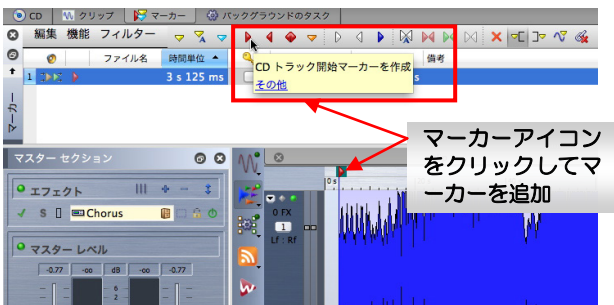 CD クリップ マーカー バックグラウンドのタスク
編集 機能 フィルター
ファイル名 時間単位 備考
1 3 s 125 ms s
CD トラック開始マーカーを作成
その他
マーカー
マーカーアイコン
をクリックしてマ
ーカーを追加
マスター セクション
エフェクト
S Chorus
マスター レベル
-0.77 -oo dB -oo -0.77
6
2
0 s
0 FX
1
Lf : Rf